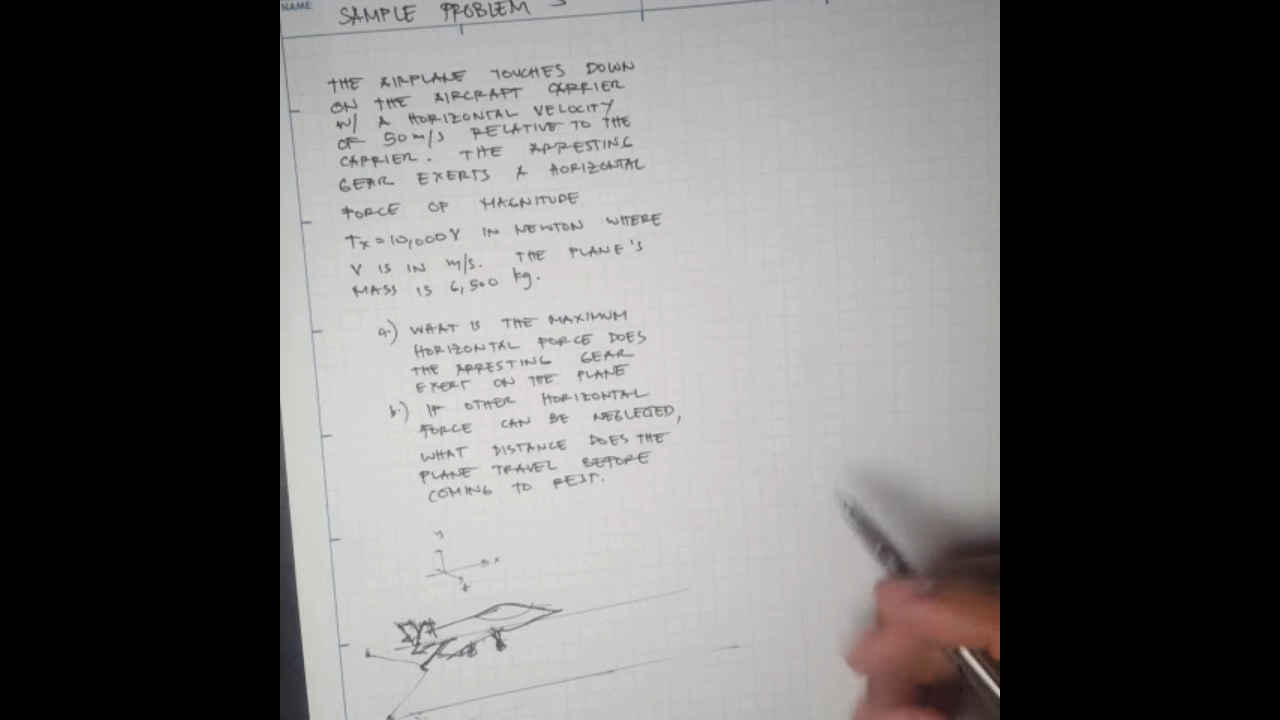 NAME
SAMPLE PROBLEM
THE AIRPLANE TOUCHES DOWN
ON THE AIRCRAFT CARRIER
W/ A HORIZONTAL VELOCITY
OF 50 m/s RELATIVE TO THE
CARRIER. THE ARRESTING
GEAR EXERTS A HORIZONTAL
FORCE OF MAGNITUDE
Tx = 10,000V IN NEWTON WHERE
V IS IN m/s. THE PLANE'S
MASS IS 6,500 kg.
a.) WHAT IS THE MAXIMUM
HORIZONTAL FORCE DOES
THE ARRESTING GEAR
EXERT ON THE PLANE
b.) IF OTHER HORIZONTAL
FORCE CAN BE NEGLECTED,
WHAT DISTANCE DOES THE
PLANE TRAVEL BEFORE
COMING TO REST.
y
x
z